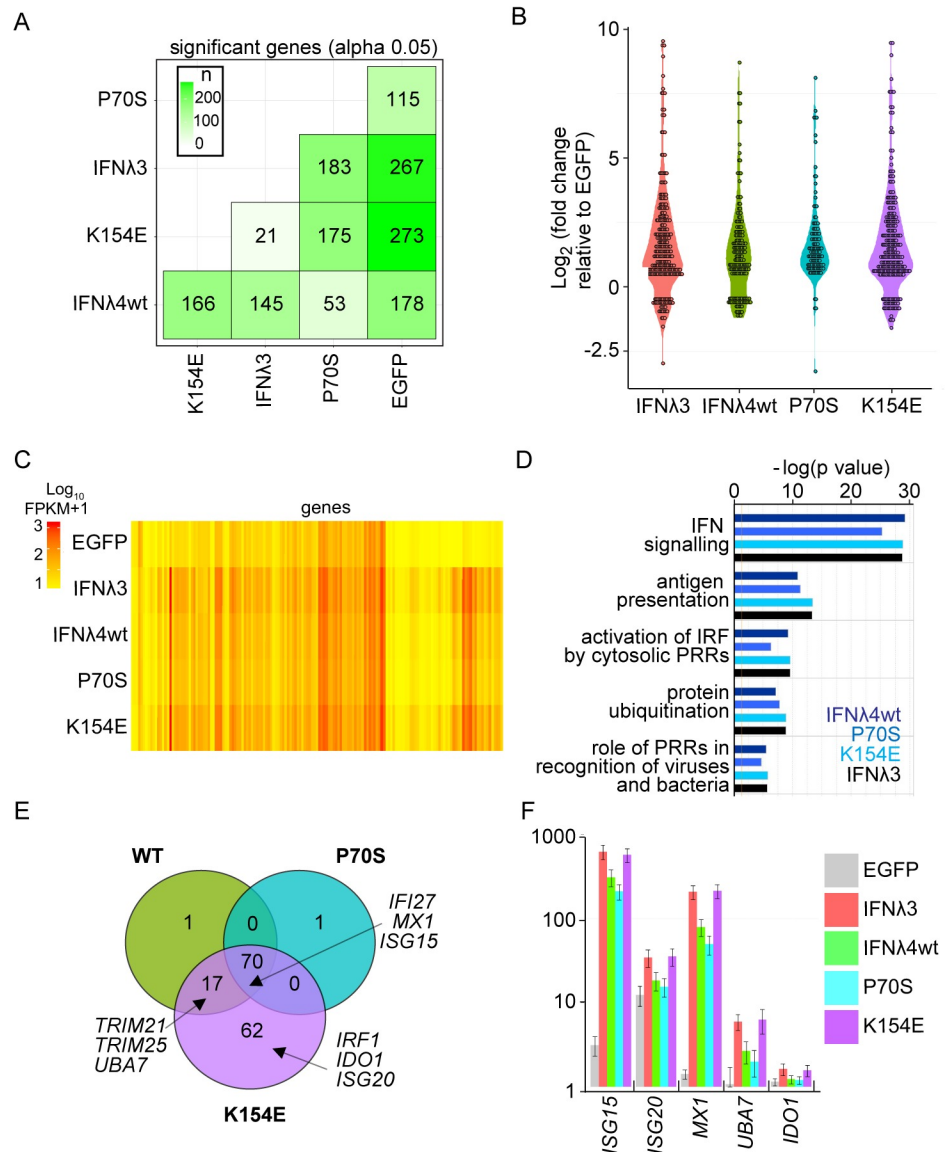 A
significant genes (alpha 0.05)
n
200
100
0
P70S
IFNλ3
K154E
IFNλ4wt
115
183
267
21
175
273
166
145
53
178
K154E
IFNλ3
P70S
EGFP
B
Log2 (fold change
relative to EGFP)
10
5
0
-2.5
IFNλ3
IFNλ4wt
P70S
K154E
C
Log10
FPKM+1
3
2
1
genes
EGFP
IFNλ3
IFNλ4wt
P70S
K154E
D
-log(p value)
0
10
20
30
IFN
signalling
antigen
presentation
activation of IRF
by cytosolic PRRs
protein
ubiquitination
role of PRRs in
recognition of viruses
and bacteria
IFNλ4wt
P70S
K154E
IFNλ3
E
WT
P70S
1
0
1
70
17
0
62
IFI27
MX1
ISG15
TRIM21
TRIM25
UBA7
IRF1
IDO1
ISG20
K154E
F
1000
100
10
1
ISG15
ISG20
MX1
UBA7
IDO1
EGFP
IFNλ3
IFNλ4wt
P70S
K154E